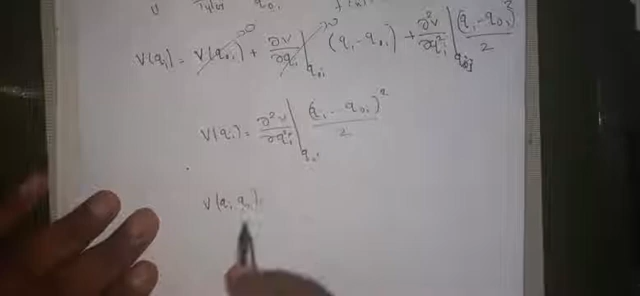 V(qᵢ) = V(q₀ᵢ) + ∂V/∂qᵢ |q₀ᵢ (qᵢ - q₀ᵢ) + ∂²V/∂qᵢ² |q₀ᵢ (qᵢ - q₀ᵢ)²/2
V(qᵢ) = ∂²V/∂qᵢ² |q₀ᵢ (qᵢ - q₀ᵢ)²/2
V(qᵢ